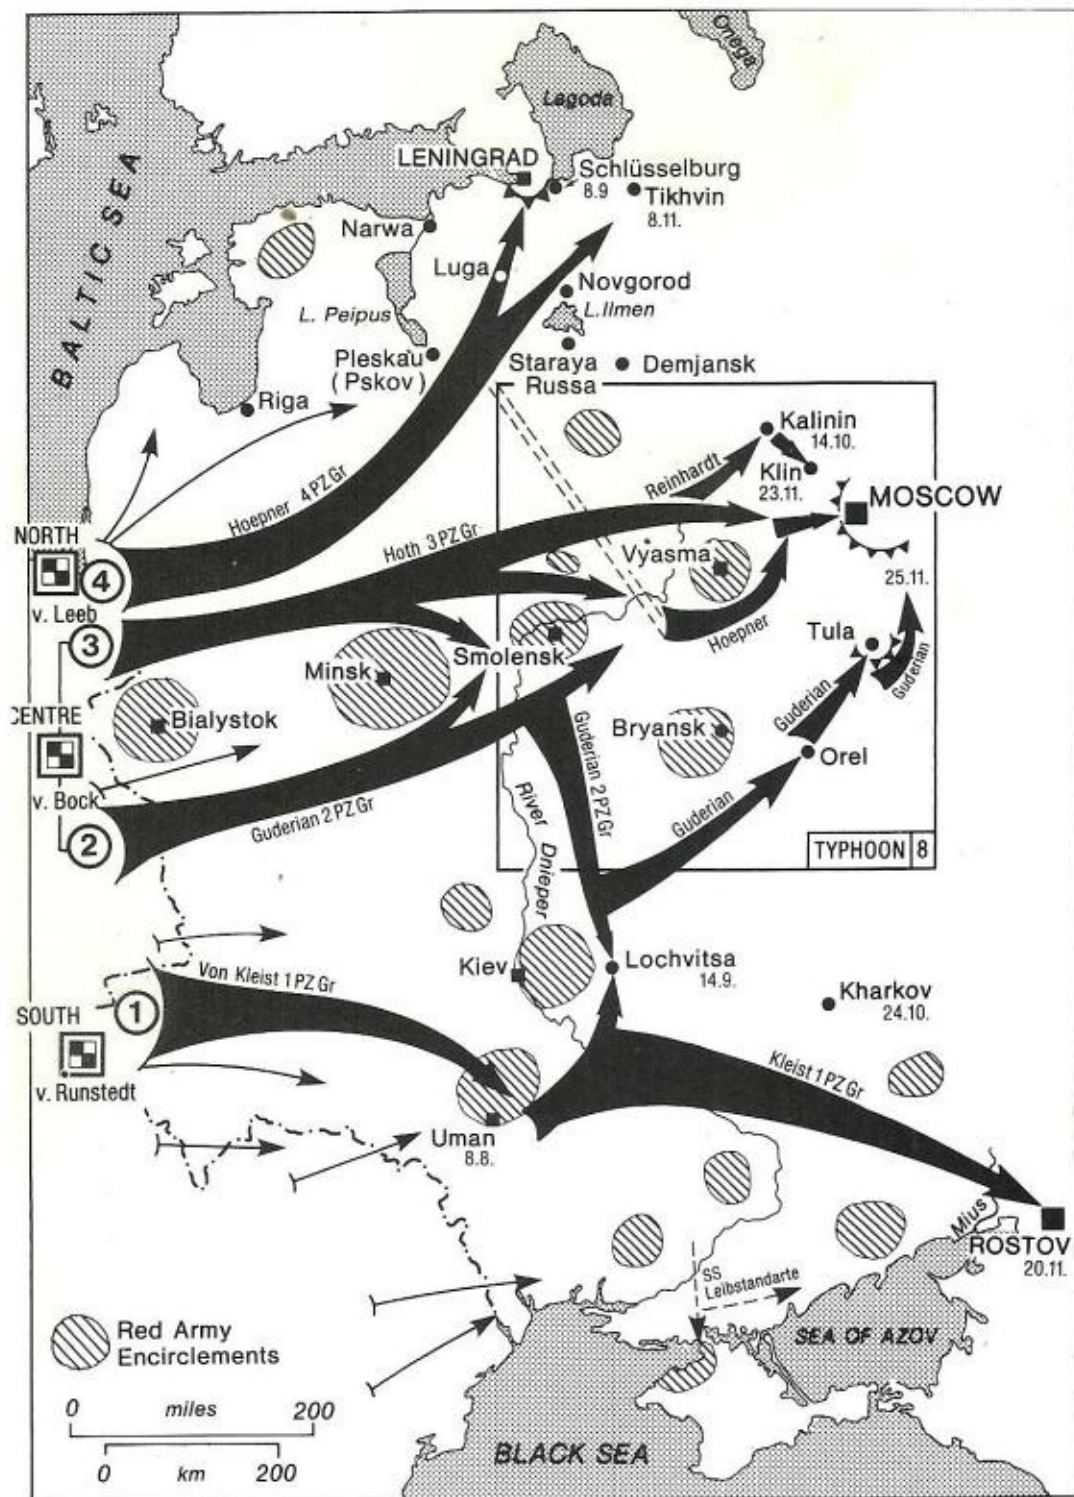 Onega
Lagoda
LENINGRAD
Schlüsselburg
8.9
Tikhvin
8.11.
BALTIC SEA
Narwa
Luga
Novgorod
L. Ilmen
L. Peipus
Pleskau
(Pskov)
Staraya
Russa
Demjansk
Riga
Kalinin
14.10.
Klin
23.11.
Reinhardt
MOSCOW
25.11.
Hoepner 4 PZ Gr
Hoth 3 PZ Gr
NORTH
4
v. Leeb
3
Vyasma
Hoepner
Tula
Guderian
Guderian
Smolensk
Minsk
Bialystok
CENTRE
v. Bock
2
Guderian 2 PZ Gr
Guderian 2 PZ Gr
Bryansk
Orel
Guderian
River Dnieper
TYPHOON 8
Kiev
Lochvitsa
14.9.
Kharkov
24.10.
Von Kleist 1 PZ Gr
1
SOUTH
v. Runstedt
Kleist 1 PZ Gr
Uman
8.8.
Mius
ROSTOV
20.11.
SS
Leibstandarte
SEA OF AZOV
Red Army
Encirclements
0 miles 200
0 km 200
BLACK SEA